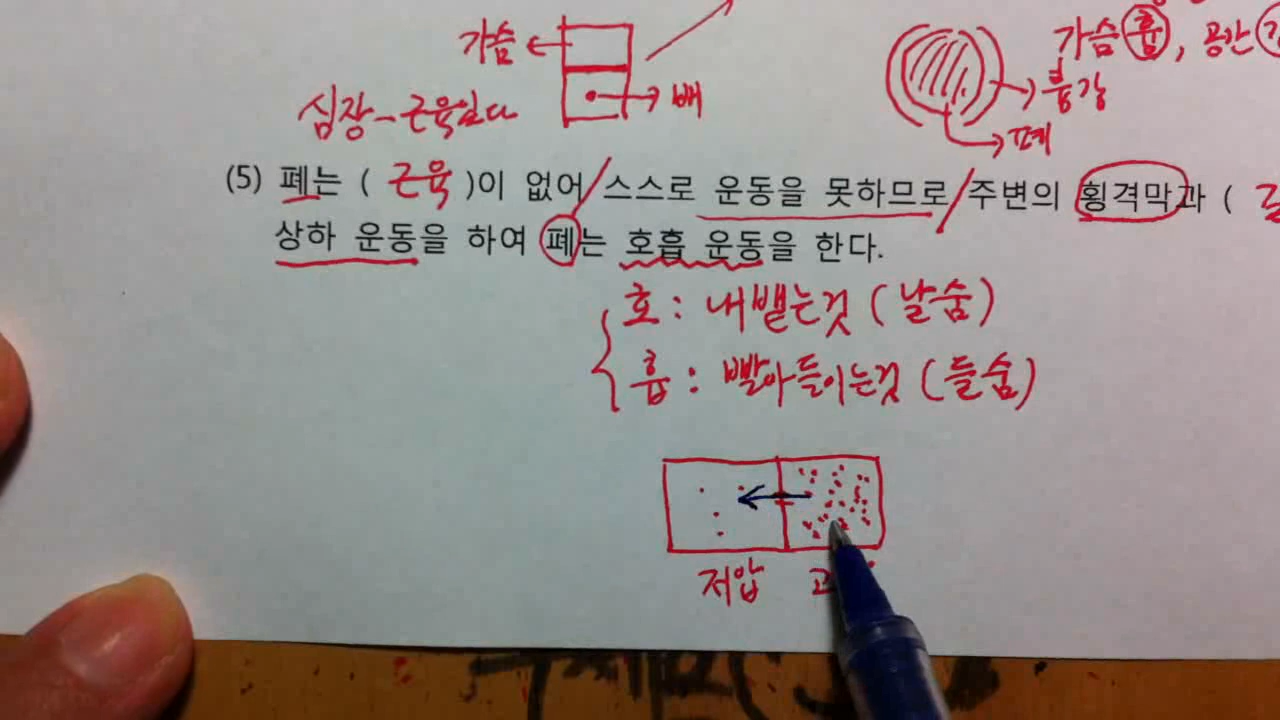 가슴
배
심장-근육있다
가슴흉, 공간
흉강
폐
(5) 폐는 ( 근육 )이 없어/스스로 운동을 못하므로/주변의 횡격막과 (
상하 운동을 하여 폐는 호흡 운동을 한다.
호 : 내뱉는것 (날숨)
흡 : 빨아들이는것 (들숨)
저압